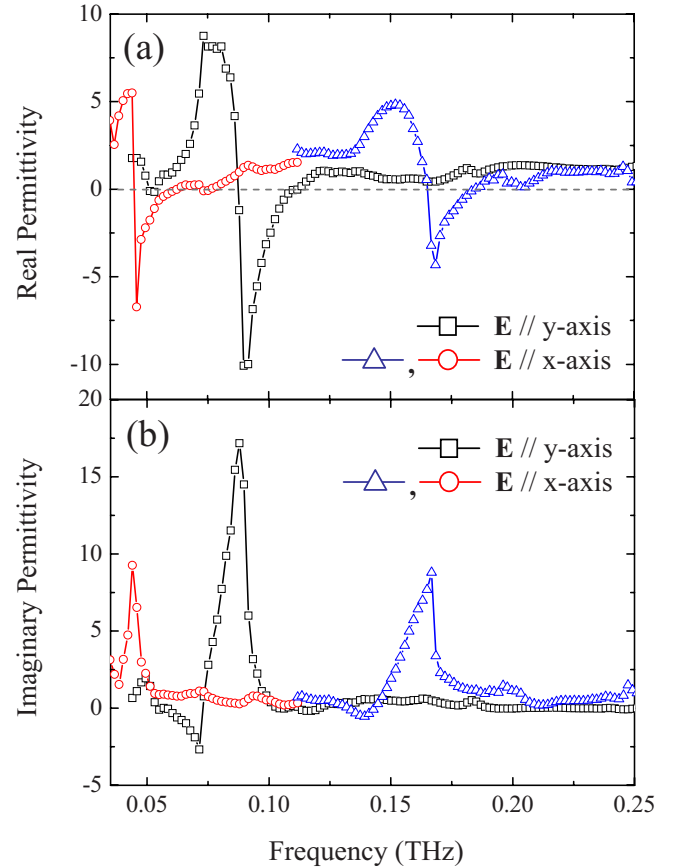 10
(a)
5
0
-5
-10
Real Permittivity
E // y-axis
, E // x-axis
20
(b)
15
10
5
0
-5
Imaginary Permittivity
E // y-axis
, E // x-axis
0.05 0.10 0.15 0.20 0.25
Frequency (THz)